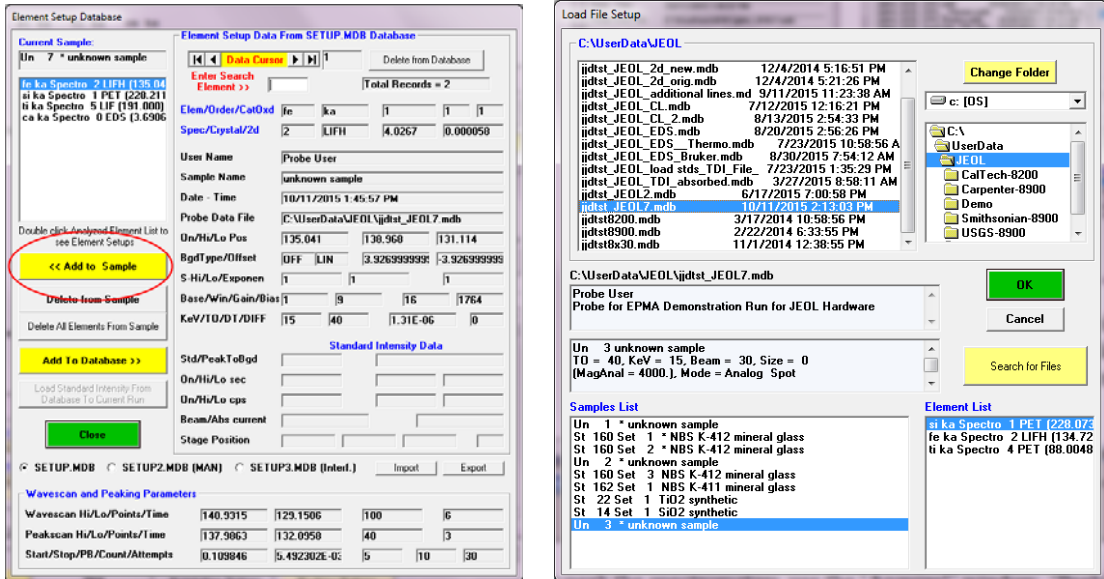 Element Setup Database
Current Sample:
Un 7 * unknown sample
fe ka Spectro 2 LIFH (135.04
si ka Spectro 1 PET (228.211
ti ka Spectro 5 LIF (191.000)
ca ka Spectro 0 EDS (3.6906
Double click Analyzed Element List to
see Element Setups
<< Add to Sample
Delete from Sample
Delete All Elements From Sample
Add To Database >>
Load Standard Intensity From
Database To Current Run
Close
Element Setup Data From SETUP.MDB Database
Data Cursor 1 Delete from Database
Enter Search
Element >> Total Records = 2
Elem/Order/CatOxd fe ka 1 1 1
Spec/Crystal/2d 2 LIFH 4.0267 0.000058
User Name Probe User
Sample Name unknown sample
Date - Time 10/11/2015 1:45:57 PM
Probe Data File C:\UserData\JEOL\jjdtst_JEOL7.mdb
On/Hi/Lo Pos 135.041 138.968 131.114
BgdType/Offset OFF LIN 3.926999999 -3.926999999
S-Hi/Lo/Exponen 1 1 1
Base/Win/Gain/Bias 1 9 16 1764
KeV/TO/DT/DIFF 15 40 1.31E-06 0
Standard Intensity Data
Std/PeakToBgd
On/Hi/Lo sec
On/Hi/Lo cps
Beam/Abs current
Stage Position
SETUP.MDB SETUP2.MDB (MAN) SETUP3.MDB (Interf.) Import Export
Wavescan and Peaking Parameters
Wavescan Hi/Lo/Points/Time 140.9315 129.1506 100 6
Peakscan Hi/Lo/Points/Time 137.9863 132.0958 40 3
Start/Stop/PB/Count/Attempts 0.109846 5.492302E-03 5 10 30
Load File Setup
C:\UserData\JEOL
jjdtst_JEOL_2d_new.mdb 12/4/2014 5:16:51 PM
jjdtst_JEOL_2d_orig.mdb 12/4/2014 5:21:26 PM
jjdtst_JEOL_additional lines.md 9/11/2015 11:23:38 AM
jjdtst_JEOL_CL.mdb 7/12/2015 12:16:21 PM
jjdtst_JEOL_CL_2.mdb 8/13/2015 2:54:33 PM
jjdtst_JEOL_EDS.mdb 8/20/2015 2:56:26 PM
jjdtst_JEOL_EDS__Thermo.mdb 7/23/2015 10:58:56 A
jjdtst_JEOL_EDS_Bruker.mdb 8/30/2015 7:54:12 AM
jjdtst_JEOL_load stds_TDI_File_ 7/23/2015 1:35:29 PM
jjdtst_JEOL_TDI_absorbed.mdb 3/27/2015 8:58:11 AM
jjdtst_JEOL2.mdb 6/17/2015 7:00:58 PM
jjdtst_JEOL7.mdb 10/11/2015 2:13:03 PM
jjdtst8200.mdb 3/17/2014 10:58:56 PM
jjdtst8900.mdb 2/22/2014 6:33:55 PM
jjdtst8x30.mdb 11/1/2014 12:38:55 PM
Change Folder
c: [OS]
C:\
UserData
JEOL
CalTech-8200
Carpenter-8900
Demo
Smithsonian-8900
USGS-8900
C:\UserData\JEOL\jjdtst_JEOL7.mdb
Probe User
Probe for EPMA Demonstration Run for JEOL Hardware
OK
Cancel
Un 3 unknown sample
TO = 40, KeV = 15, Beam = 30, Size = 0
(MagAnal = 4000.), Mode = Analog Spot
Search for Files
Samples List
Un 1 * unknown sample
St 160 Set 1 * NBS K-412 mineral glass
St 160 Set 2 * NBS K-412 mineral glass
Un 2 * unknown sample
St 160 Set 3 NBS K-412 mineral glass
St 162 Set 1 NBS K-411 mineral glass
St 22 Set 1 TiO2 synthetic
St 14 Set 1 SiO2 synthetic
Un 3 * unknown sample
Element List
si ka Spectro 1 PET (228.073
fe ka Spectro 2 LIFH (134.72
ti ka Spectro 4 PET (88.0048